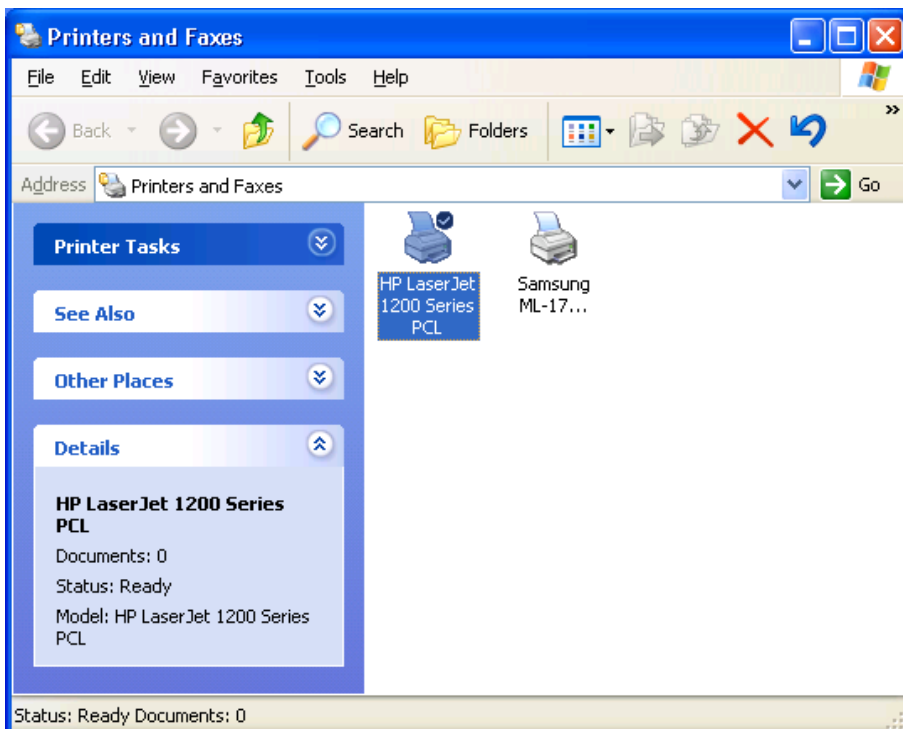 Printers and Faxes
File Edit View Favorites Tools Help
Back Search Folders »
Address Printers and Faxes Go
Printer Tasks
See Also
Other Places
Details
HP LaserJet 1200 Series
PCL
Documents: 0
Status: Ready
Model: HP LaserJet 1200 Series
PCL
HP LaserJet
1200 Series
PCL
Samsung
ML-17...
Status: Ready Documents: 0